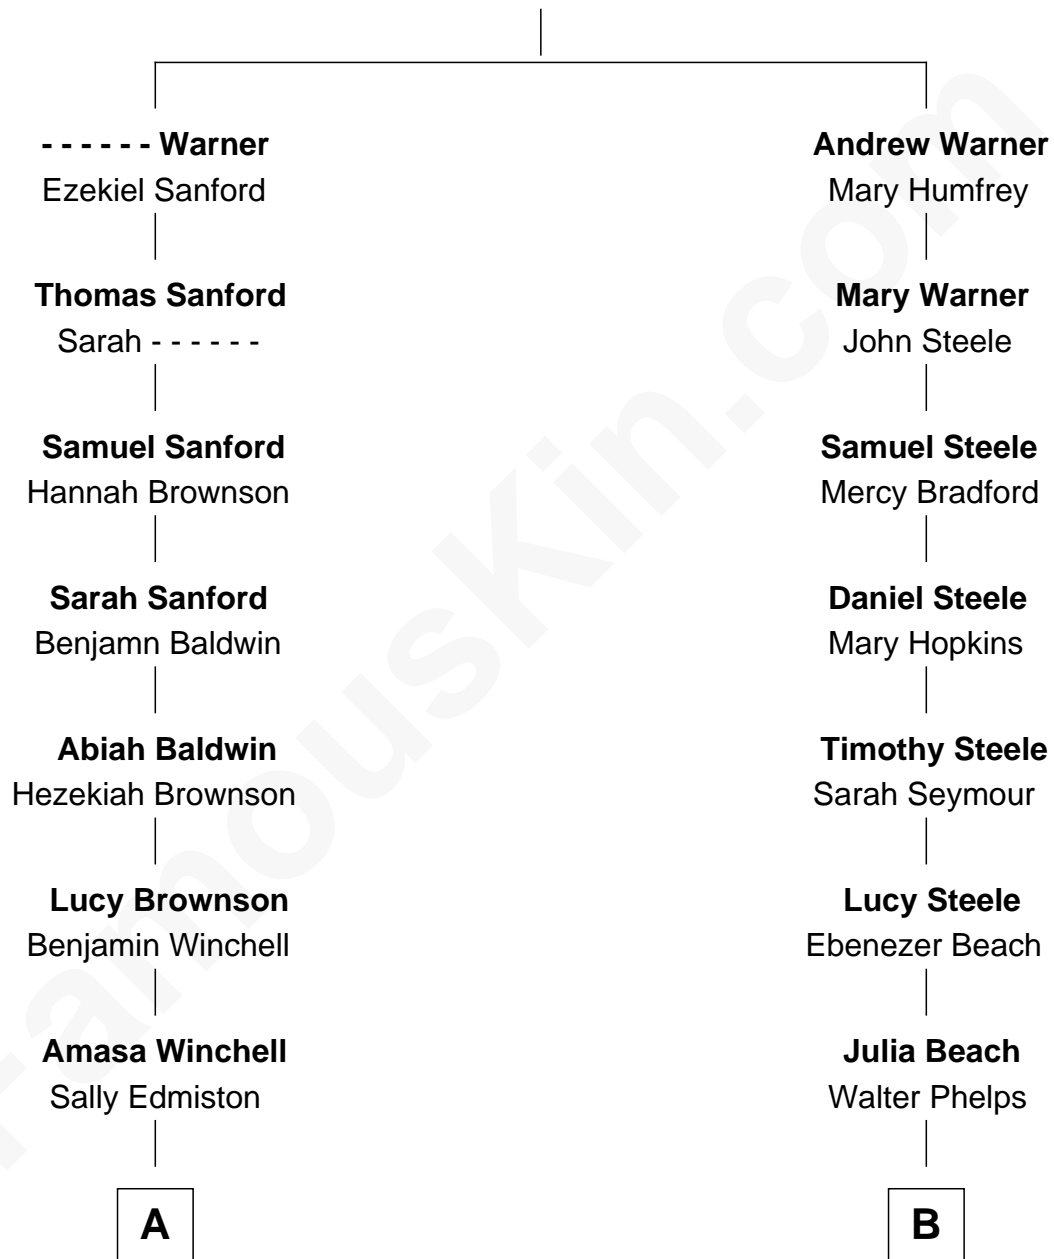 - - - - - - Warner
Ezekiel Sanford
Thomas Sanford
Sarah - - - - - -
Samuel Sanford
Hannah Brownson
Sarah Sanford
Benjamn Baldwin
Abiah Baldwin
Hezekiah Brownson
Lucy Brownson
Benjamin Winchell
Amasa Winchell
Sally Edmiston
A
Andrew Warner
Mary Humfrey
Mary Warner
John Steele
Samuel Steele
Mercy Bradford
Daniel Steele
Mary Hopkins
Timothy Steele
Sarah Seymour
Lucy Steele
Ebenezer Beach
Julia Beach
Walter Phelps
B
FamousKin.com